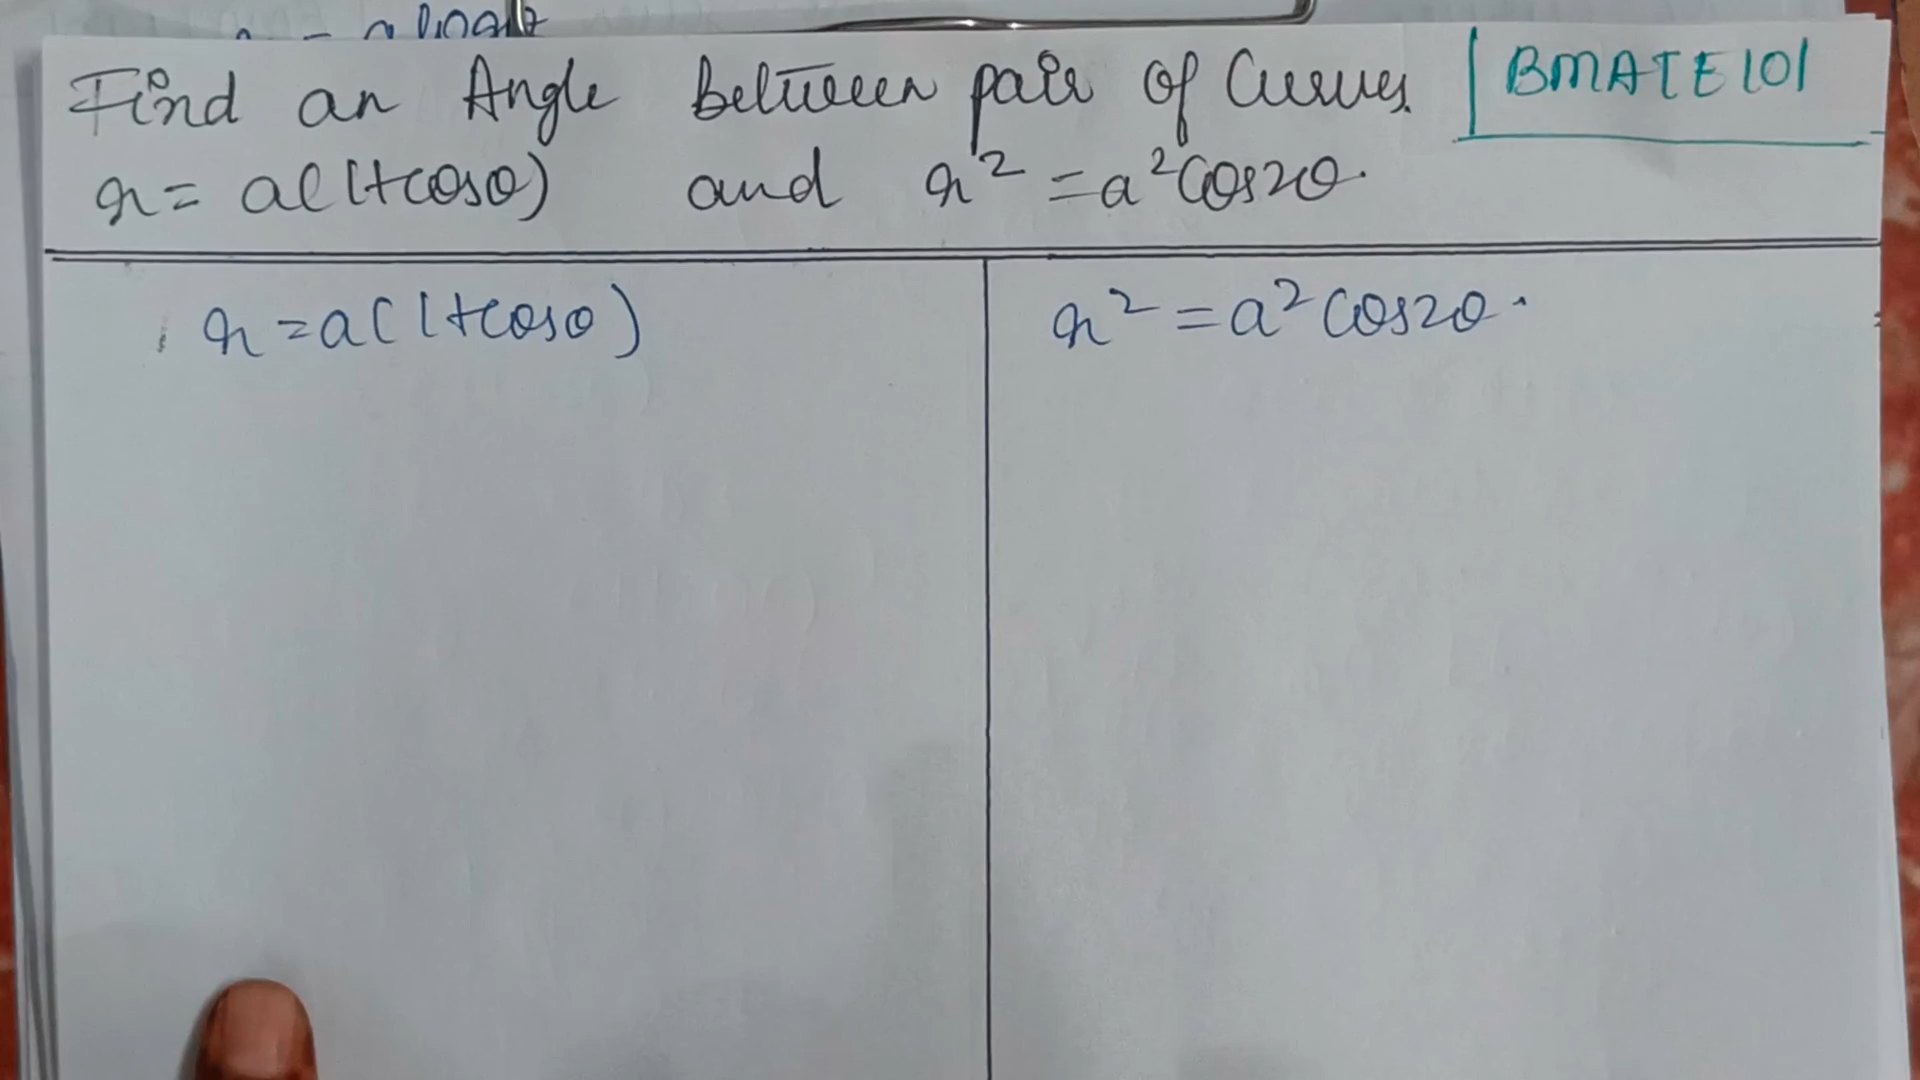 Find an Angle Between pair of Curves. BMATE101
r = a(1+cosθ) and r² = a²cos2θ.
r = a(1+cosθ)
r² = a²cos2θ.